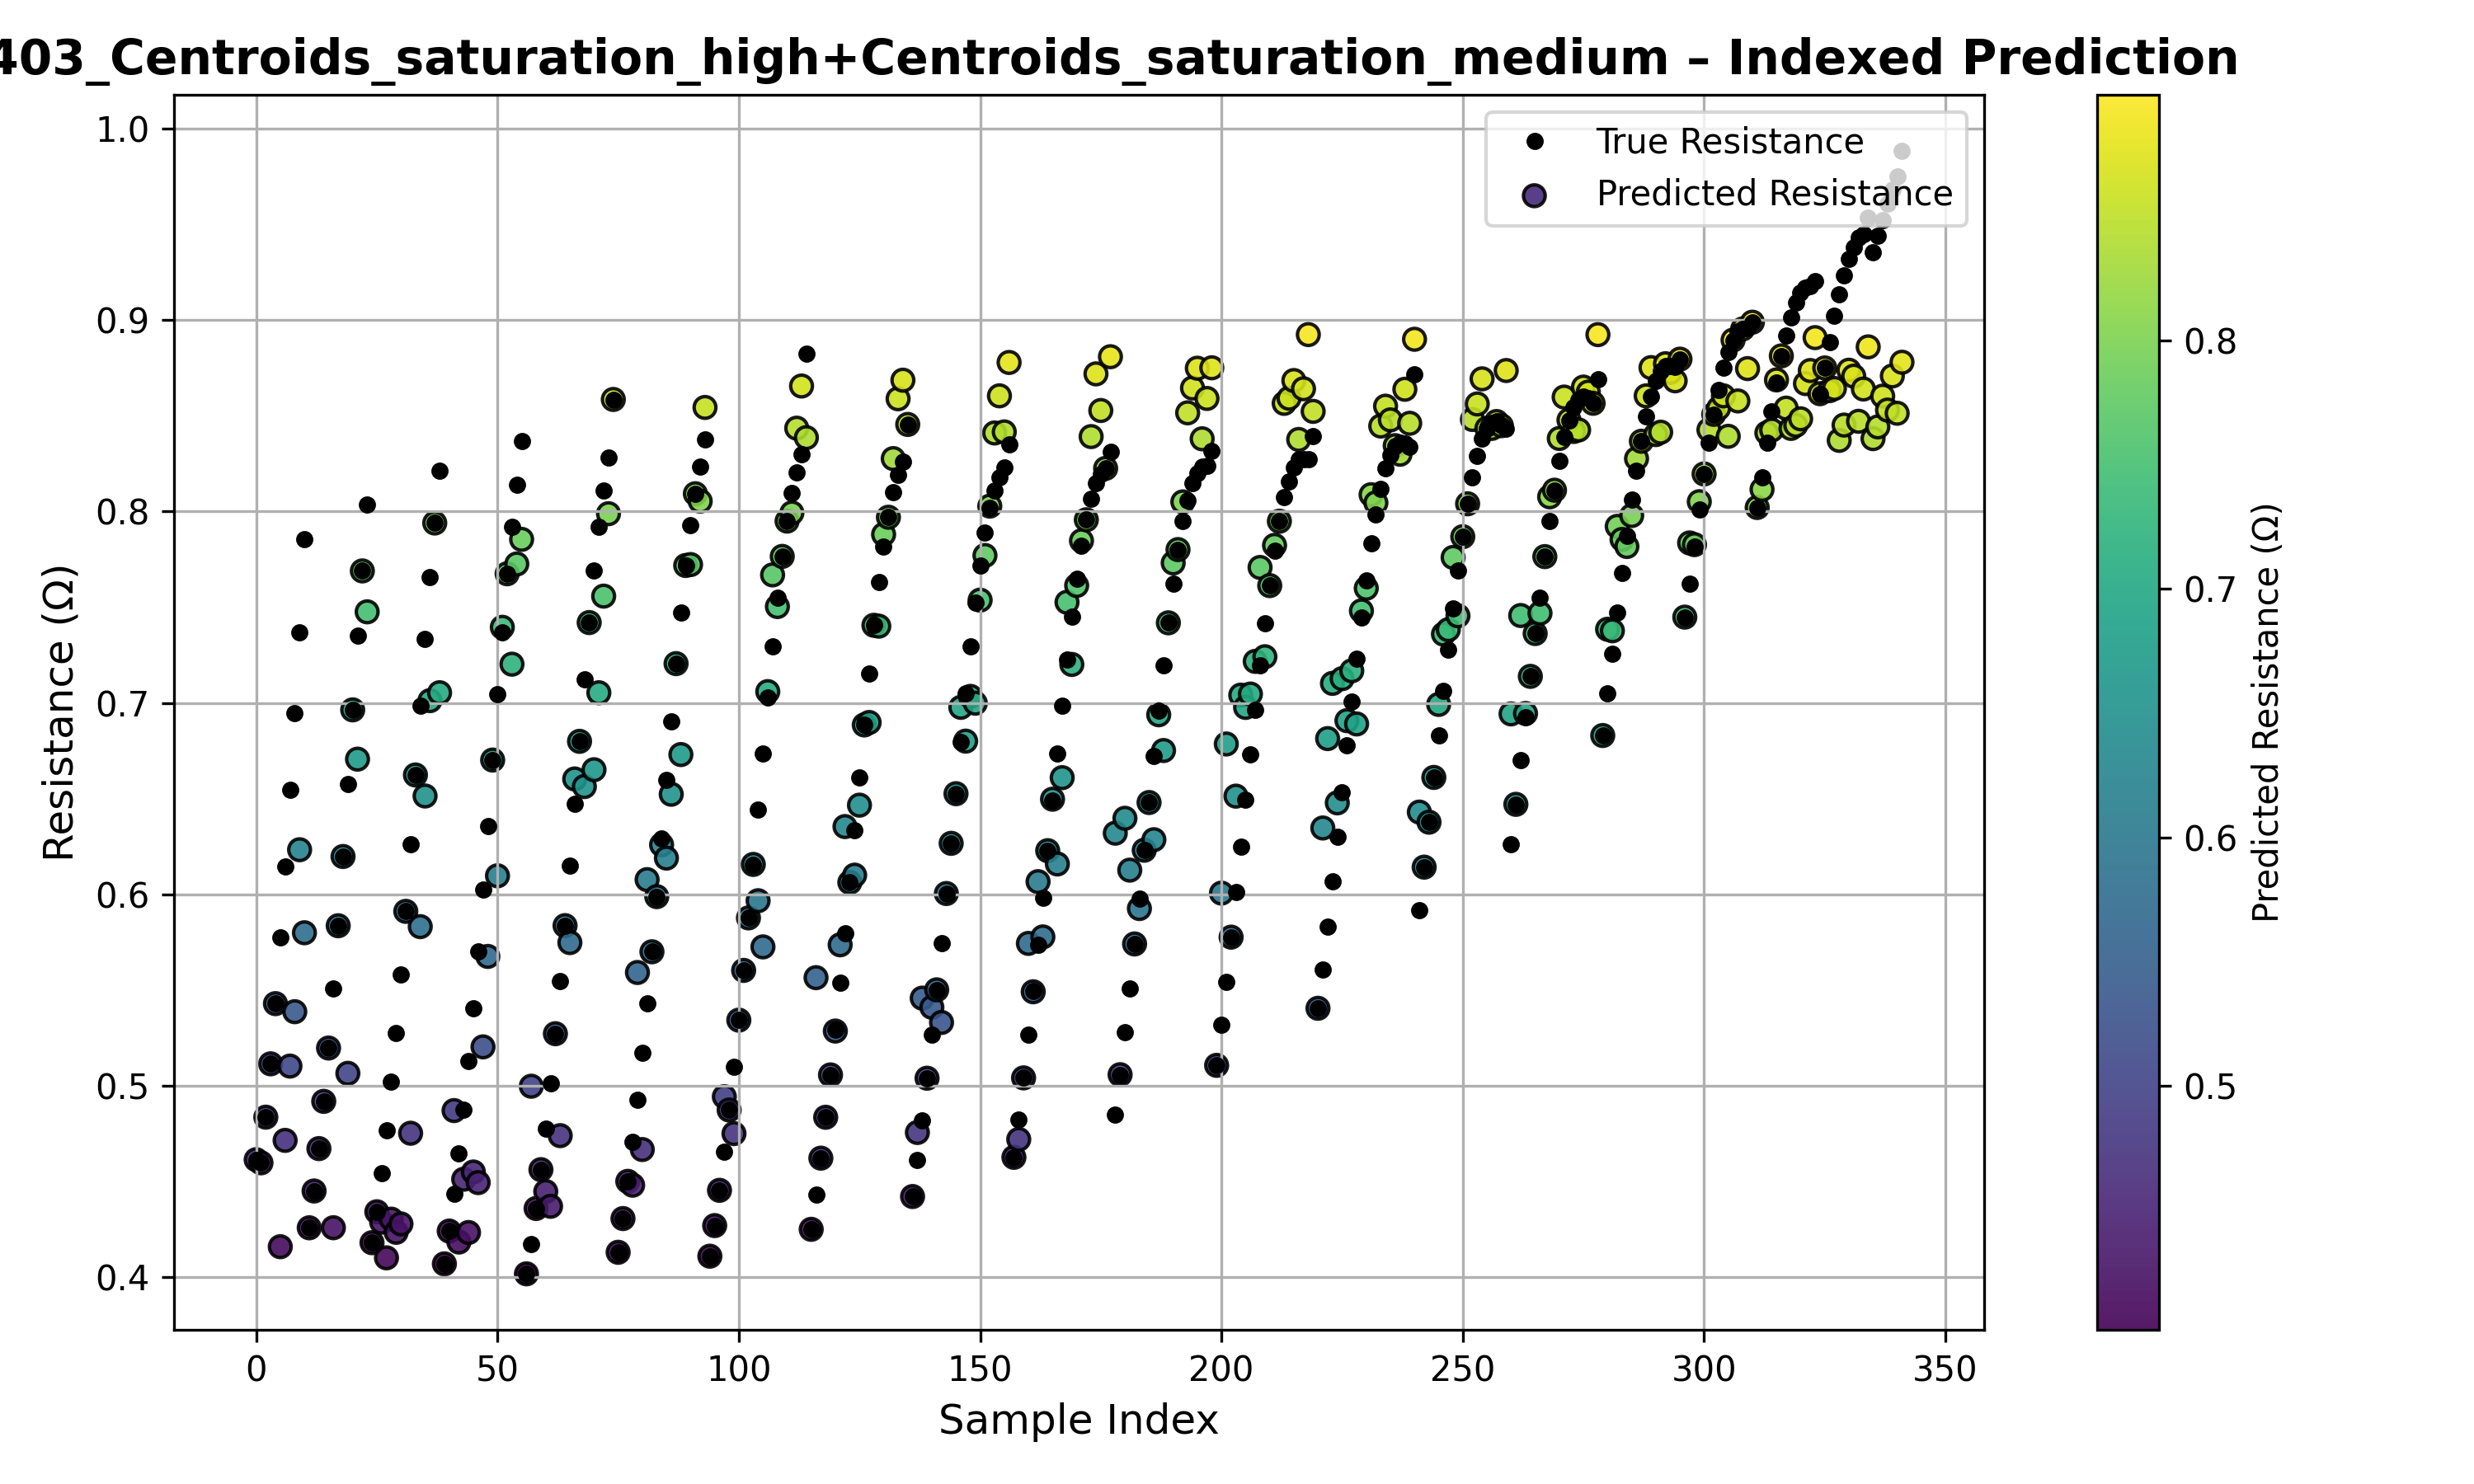 403_Centroids_saturation_high+Centroids_saturation_medium – Indexed Prediction
True Resistance
Predicted Resistance
1.0
0.9
0.8
0.7
0.6
0.5
0.4
Resistance (Ω)
0 50 100 150 200 250 300 350
Sample Index
0.8
0.7
0.6
0.5
Predicted Resistance (Ω)